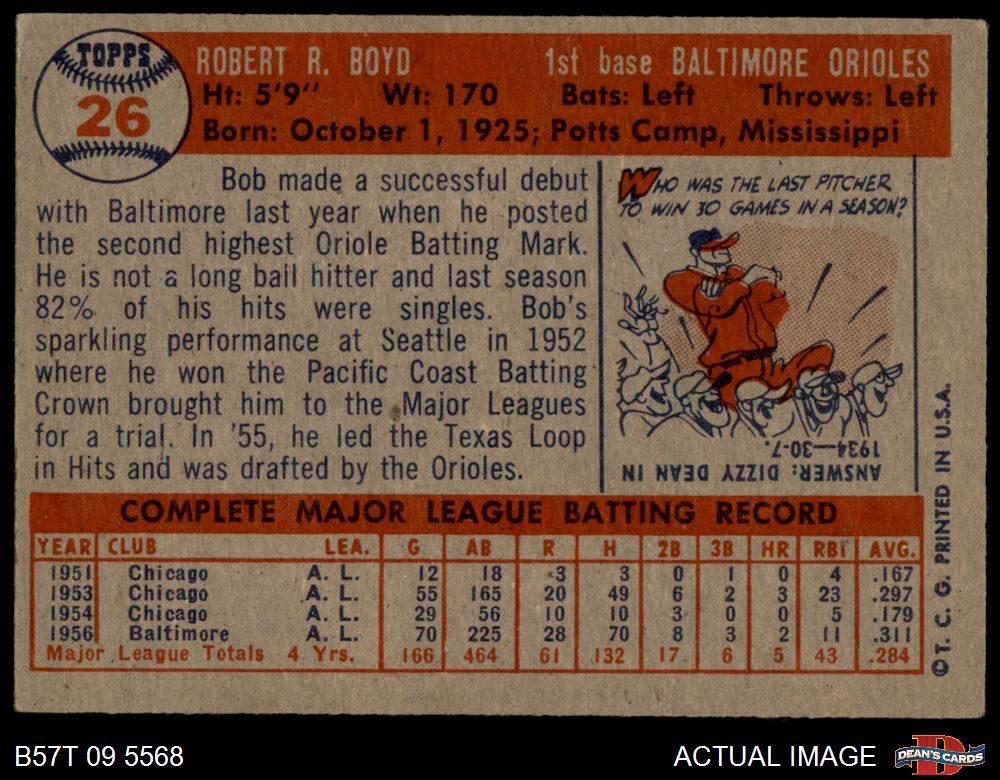 TOPPS
26
ROBERT R. BOYD 1st base BALTIMORE ORIOLES
Ht: 5'9" Wt: 170 Bats: Left Throws: Left
Born: October 1, 1925; Potts Camp, Mississippi
Bob made a successful debut
with Baltimore last year when he posted
the second highest Oriole Batting Mark.
He is not a long ball hitter and last season
82% of his hits were singles. Bob's
sparkling performance at Seattle in 1952
where he won the Pacific Coast Batting
Crown brought him to the Major Leagues
for a trial. In '55, he led the Texas Loop
in Hits and was drafted by the Orioles.
WHO WAS THE LAST PITCHER
TO WIN 30 GAMES IN A SEASON?
ANSWER: DIZZY DEAN IN
1934—30-7.
COMPLETE MAJOR LEAGUE BATTING RECORD
YEAR CLUB LEA. G AB R H 2B 3B HR RBI AVG.
1951 Chicago A. L. 12 18 3 3 0 1 0 4 .167
1953 Chicago A. L. 55 165 20 49 6 2 3 23 .297
1954 Chicago A. L. 29 56 10 10 3 0 0 5 .179
1956 Baltimore A. L. 70 225 28 70 8 3 2 11 .311
Major League Totals 4 Yrs. 166 464 61 132 17 6 5 43 .284
© T. C. G. PRINTED IN U.S.A.
B57T 09 5568 ACTUAL IMAGE
DEAN'S CARDS